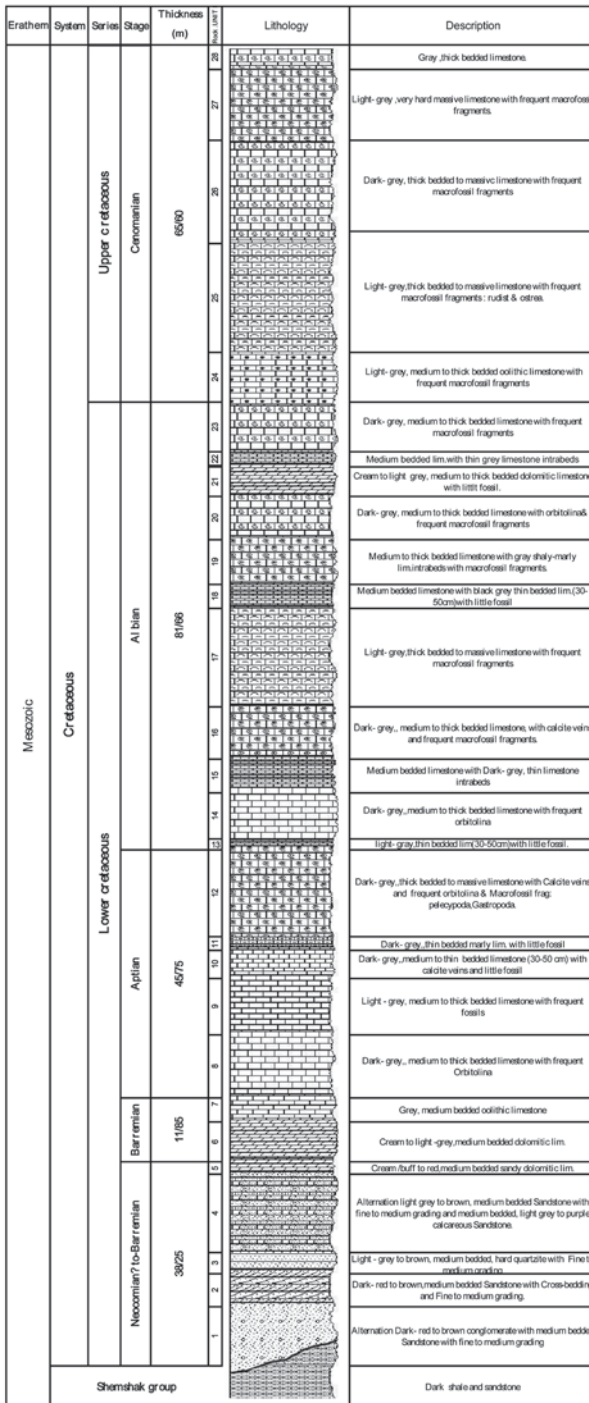 Erathem System Series Stage Thickness (m) Rock UNIT Lithology Description
Mesozoic
Cretaceous
Upper c retaceous
Lower cretaceous
Cenomanian
65/60
28
Gray ,thick bedded limestone.
27
Light- grey ,very hard massive limestone with frequent macrofoss
fragments.
26
Dark- grey, thick bedded to massivc limestone with frequent
macrofossil fragments
25
Light- grey,thick bedded to massive limestone with frequent
macrofossil fragments : rudist & ostrea.
24
Light- grey, medium to thick bedded oolithic limestone with
frequent macrofossil fragments
Al bian
81/66
23
Dark- grey, medium to thick bedded limestone with frequent
macrofossil fragments
22
Medium bedded lim.with thin grey limestone intrabeds
21
Cream to light grey, medium to thick bedded dolomitic limestone
with littlt fossil.
20
Dark- grey, medium to thick bedded limestone with orbitolina&
frequent macrofossil fragments
19
Medium to thick bedded limestone with gray shaly-marly
lim.intrabeds with macrofossil fragments.
18
Medium bedded limestone with black grey thin bedded lim.(30-
50cm)with little fossil
17
Light- grey,thick bedded to massive limestone with frequent
macrofossil fragments
16
Dark- grey,, medium to thick bedded limestone, with calcite veins
and frequent macrofossil fragments.
15
Medium bedded limestone with Dark- grey, thin limestone
intrabeds
14
Dark- grey,,medium to thick bedded limestone with frequent
orbitolina
13
light- gray,thin bedded lim(30-50cm)with little fossil.
Aptian
45/75
12
Dark- grey,,thick bedded to massive limestone with Calcite veins
and frequent orbitolina & Macrofossil frag:
pelecypoda,Gastropoda.
11
Dark- grey,,thin bedded marly lim. with little fossil
10
Dark- grey,,medium to thin bedded limestone (30-50 cm) with
calcite veins and little fossil
9
Light - grey, medium to thick bedded limestone with frequent
fossils
8
Dark- grey,, medium to thick bedded limestone with frequent
Orbitolina
Barremian
11/85
7
Grey, medium bedded oolithic limestone
6
Cream to light -grey,medium bedded dolomitic lim.
Neocomian? to-Barremian
38/25
5
Cream /buff to red,medium bedded sandy dolomitic lim.
4
Alternation light grey to brown, medium bedded Sandstone with
fine to medium grading and medium bedded, light grey to purple
calcareous Sandstone.
3
Light - grey to brown, medium bedded, hard quartzite with Fine t
medium grading
2
Dark- red to brown,medium bedded Sandstone with Cross-beddin
and Fine to medium grading.
1
Alternation Dark- red to brown conglomerate with medium bedde
Sandstone with fine to medium grading
Shemshak group
Dark shale and sandstone